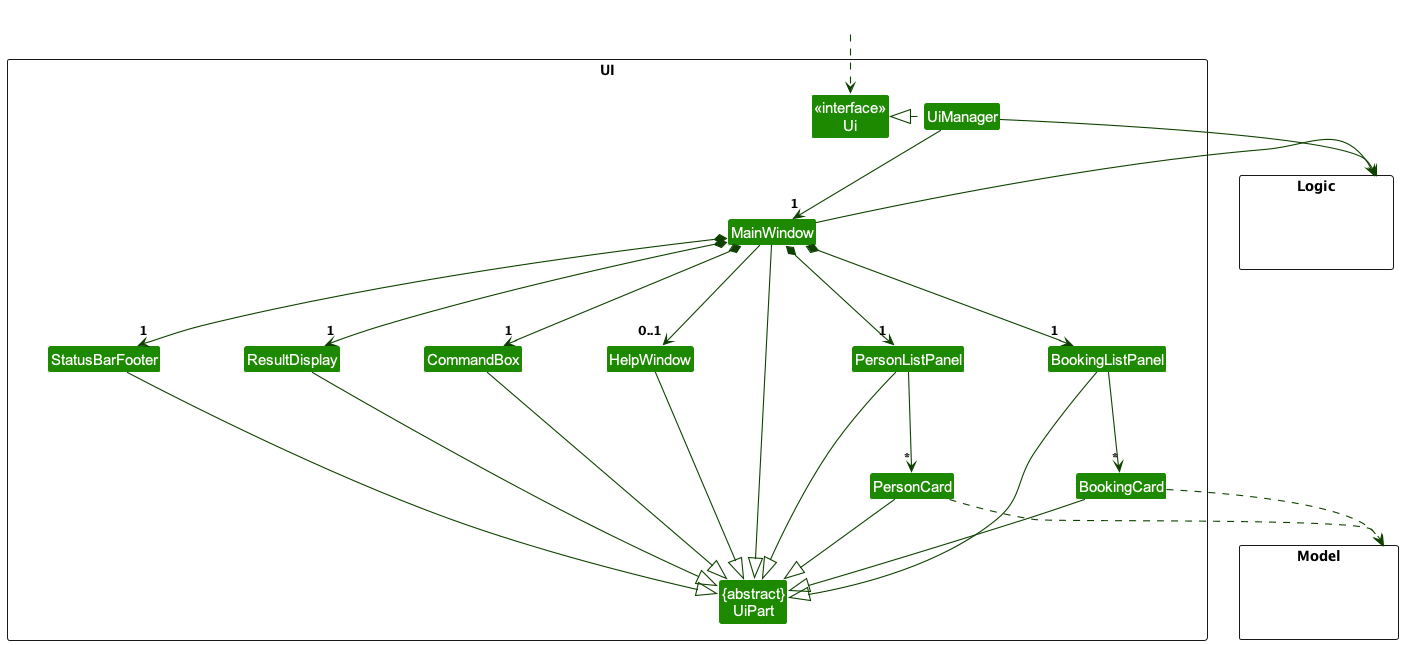 UI
«interface»
Ui
UiManager
Logic
1
MainWindow
1
1
1
0..1
1
1
StatusBarFooter
ResultDisplay
CommandBox
HelpWindow
PersonListPanel
BookingListPanel
*
*
PersonCard
BookingCard
Model
{abstract}
UiPart